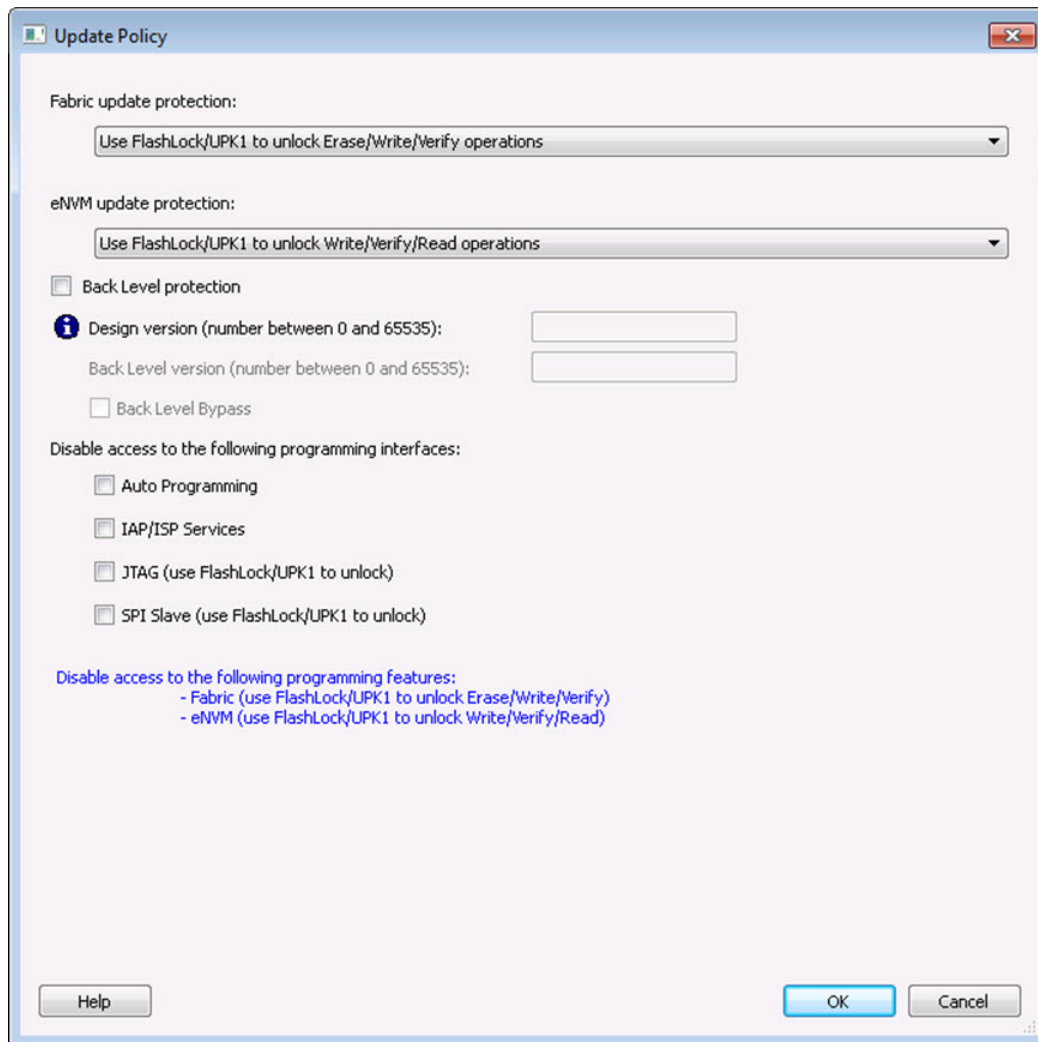 Update Policy
Fabric update protection:
Use FlashLock/UPK1 to unlock Erase/Write/Verify operations
eNVM update protection:
Use FlashLock/UPK1 to unlock Write/Verify/Read operations
Back Level protection
Design version (number between 0 and 65535):
Back Level version (number between 0 and 65535):
Back Level Bypass
Disable access to the following programming interfaces:
Auto Programming
IAP/ISP Services
JTAG (use FlashLock/UPK1 to unlock)
SPI Slave (use FlashLock/UPK1 to unlock)
Disable access to the following programming features:
- Fabric (use FlashLock/UPK1 to unlock Erase/Write/Verify)
- eNVM (use FlashLock/UPK1 to unlock Write/Verify/Read)
Help OK Cancel